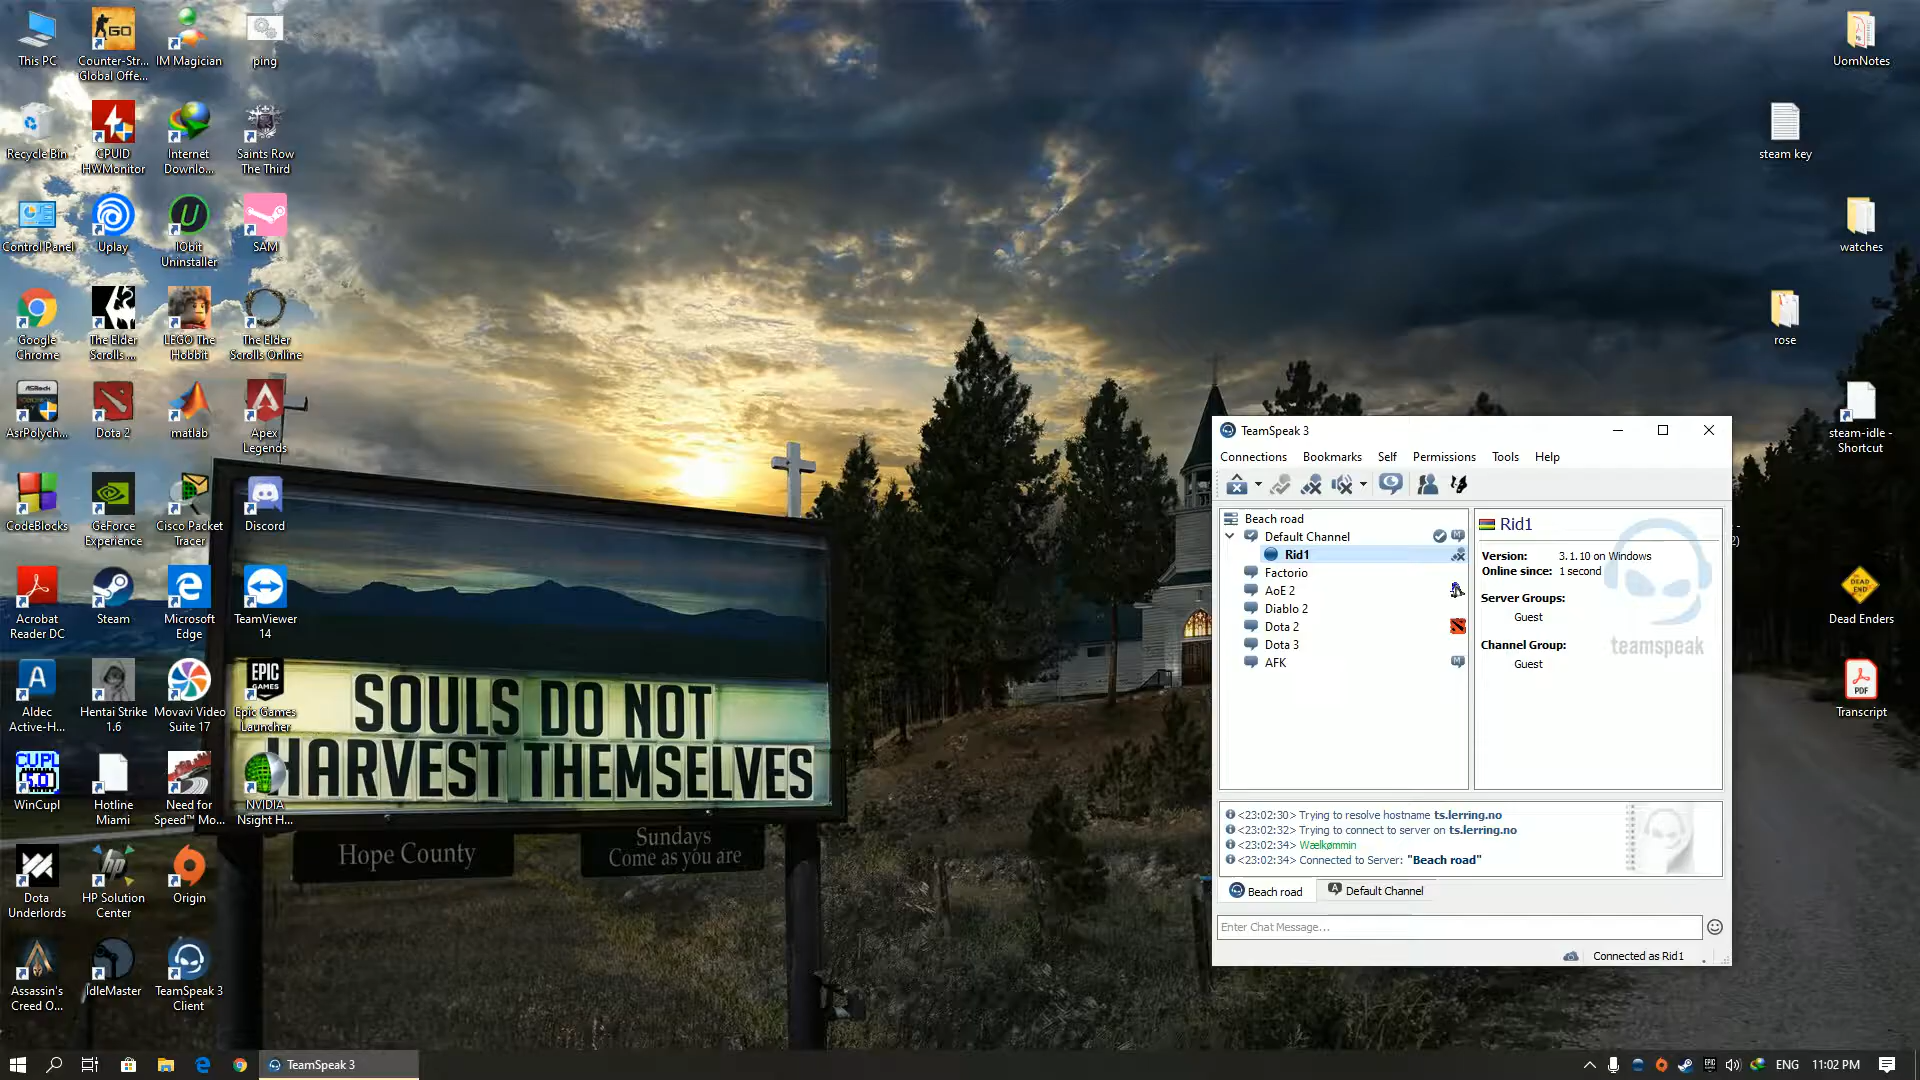 This PC
Counter-Str...
Global Offe...
IM Magician
ping
Recycle Bin
CPUID
HWMonitor
Internet
Downlo...
Saints Row
The Third
Control Panel
Uplay
IObit
Uninstaller
SAM
Google
Chrome
The Elder
Scrolls ...
LEGO The
Hobbit
The Elder
Scrolls Online
AsrPolych...
Dota 2
matlab
Apex
Legends
CodeBlocks
GeForce
Experience
Cisco Packet
Tracer
Discord
Acrobat
Reader DC
Steam
Microsoft
Edge
TeamViewer
14
Aldec
Active-H...
Hentai Strike
1.6
Movavi Video
Suite 17
Epic Games
Launcher
WinCupl
Hotline
Miami
Need for
Speed™ Mo...
NVIDIA
Nsight H...
Dota
Underlords
HP Solution
Center
Origin
Assassin's
Creed O...
IdleMaster
TeamSpeak 3
Client
SOULS DO NOT
HARVEST THEMSELVES
Hope County
Sundays
Come as you are
UomNotes
steam key
watches
rose
steam-idle -
Shortcut
Dead Enders
Transcript
TeamSpeak 3
Connections Bookmarks Self Permissions Tools Help
Beach road
Default Channel
Rid1
Factorio
AoE 2
Diablo 2
Dota 2
Dota 3
AFK
Rid1
Version: 3.1.10 on Windows
Online since: 1 second
Server Groups:
Guest
Channel Group:
Guest
teamspeak
<23:02:30> Trying to resolve hostname ts.lerring.no
<23:02:32> Trying to connect to server on ts.lerring.no
<23:02:34> Wælkømmin
<23:02:34> Connected to Server: "Beach road"
Beach road Default Channel
Enter Chat Message...
Connected as Rid1
TeamSpeak 3
ENG 11:02 PM